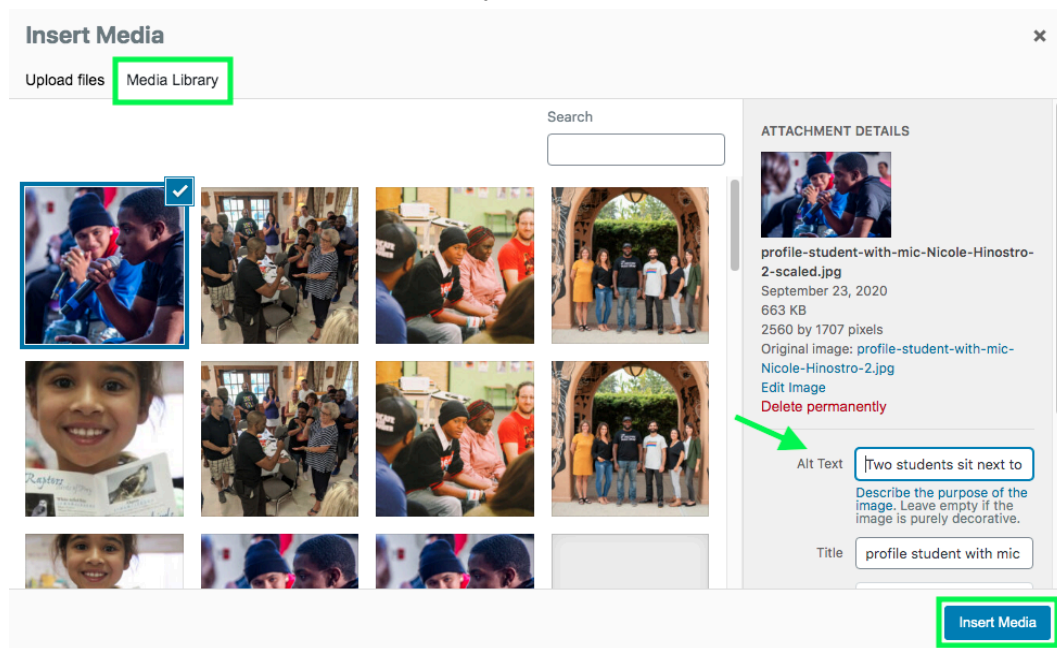 Insert Media
Upload files
Media Library
Search
ATTACHMENT DETAILS
profile-student-with-mic-Nicole-Hinostro-
2-scaled.jpg
September 23, 2020
663 KB
2560 by 1707 pixels
Original image: profile-student-with-mic-
Nicole-Hinostro-2.jpg
Edit Image
Delete permanently
Alt Text
Two students sit next to
Describe the purpose of the
image. Leave empty if the
image is purely decorative.
Title
profile student with mic
Raptors
Insert Media